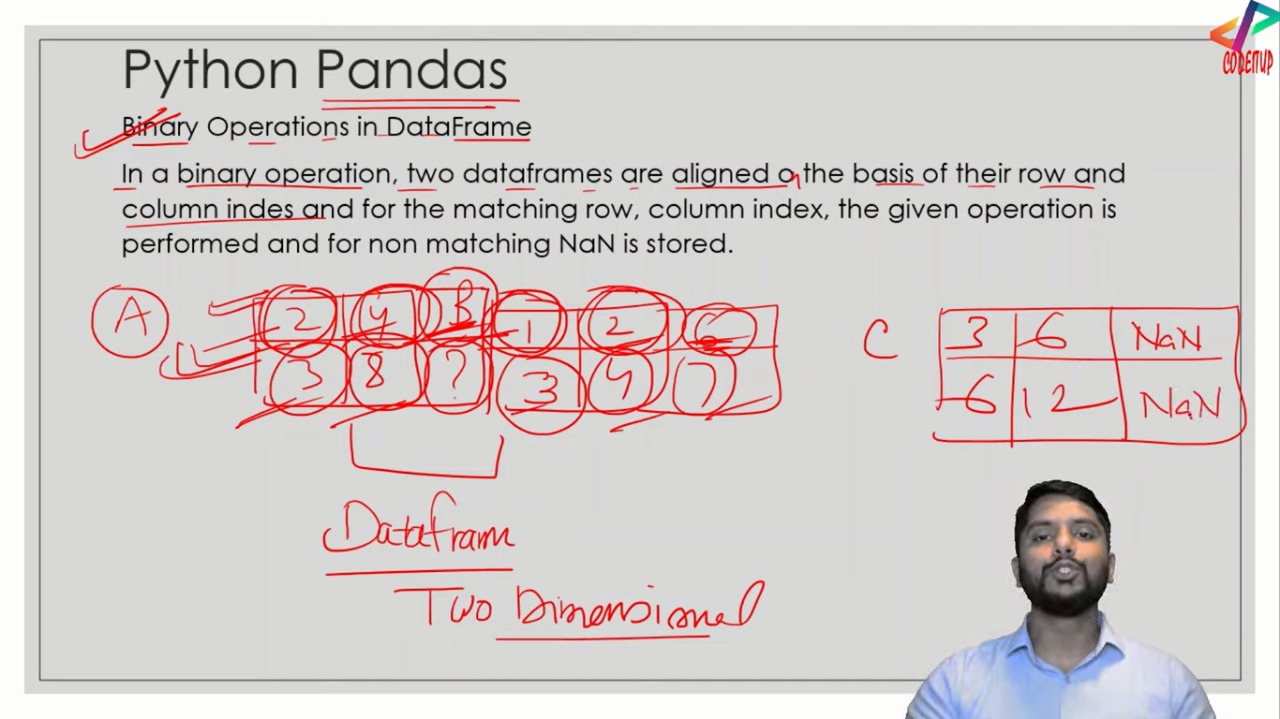 CODEITUP
Python Pandas
Binary Operations in DataFrame
In a binary operation, two dataframes are aligned o the basis of their row and
column indes and for the matching row, column index, the given operation is
performed and for non matching NaN is stored.
A 2 4 B 1 2 6
3 8 ? 3 4 7
C 3 6 NaN
6 12 NaN
Datafram
Two Dimensional